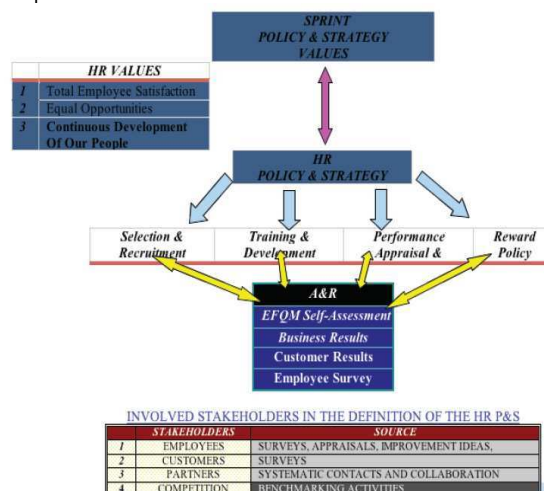 SPRINT
POLICY & STRATEGY
VALUES
HR VALUES
1 Total Employee Satisfaction
2 Equal Opportunities
3 Continuous Development
Of Our People
HR
POLICY & STRATEGY
Selection &
Recruitment
Training &
Development
Performance
Appraisal &
Reward
Policy
A&R
EFQM Self-Assessment
Business Results
Customer Results
Employee Survey
INVOLVED STAKEHOLDERS IN THE DEFINITION OF THE HR P&S
STAKEHOLDERS SOURCE
1 EMPLOYEES SURVEYS, APPRAISALS, IMPROVEMENT IDEAS,
2 CUSTOMERS SURVEYS
3 PARTNERS SYSTEMATIC CONTACTS AND COLLABORATION
4 COMPETITION BENCHMARKING ACTIVITIES